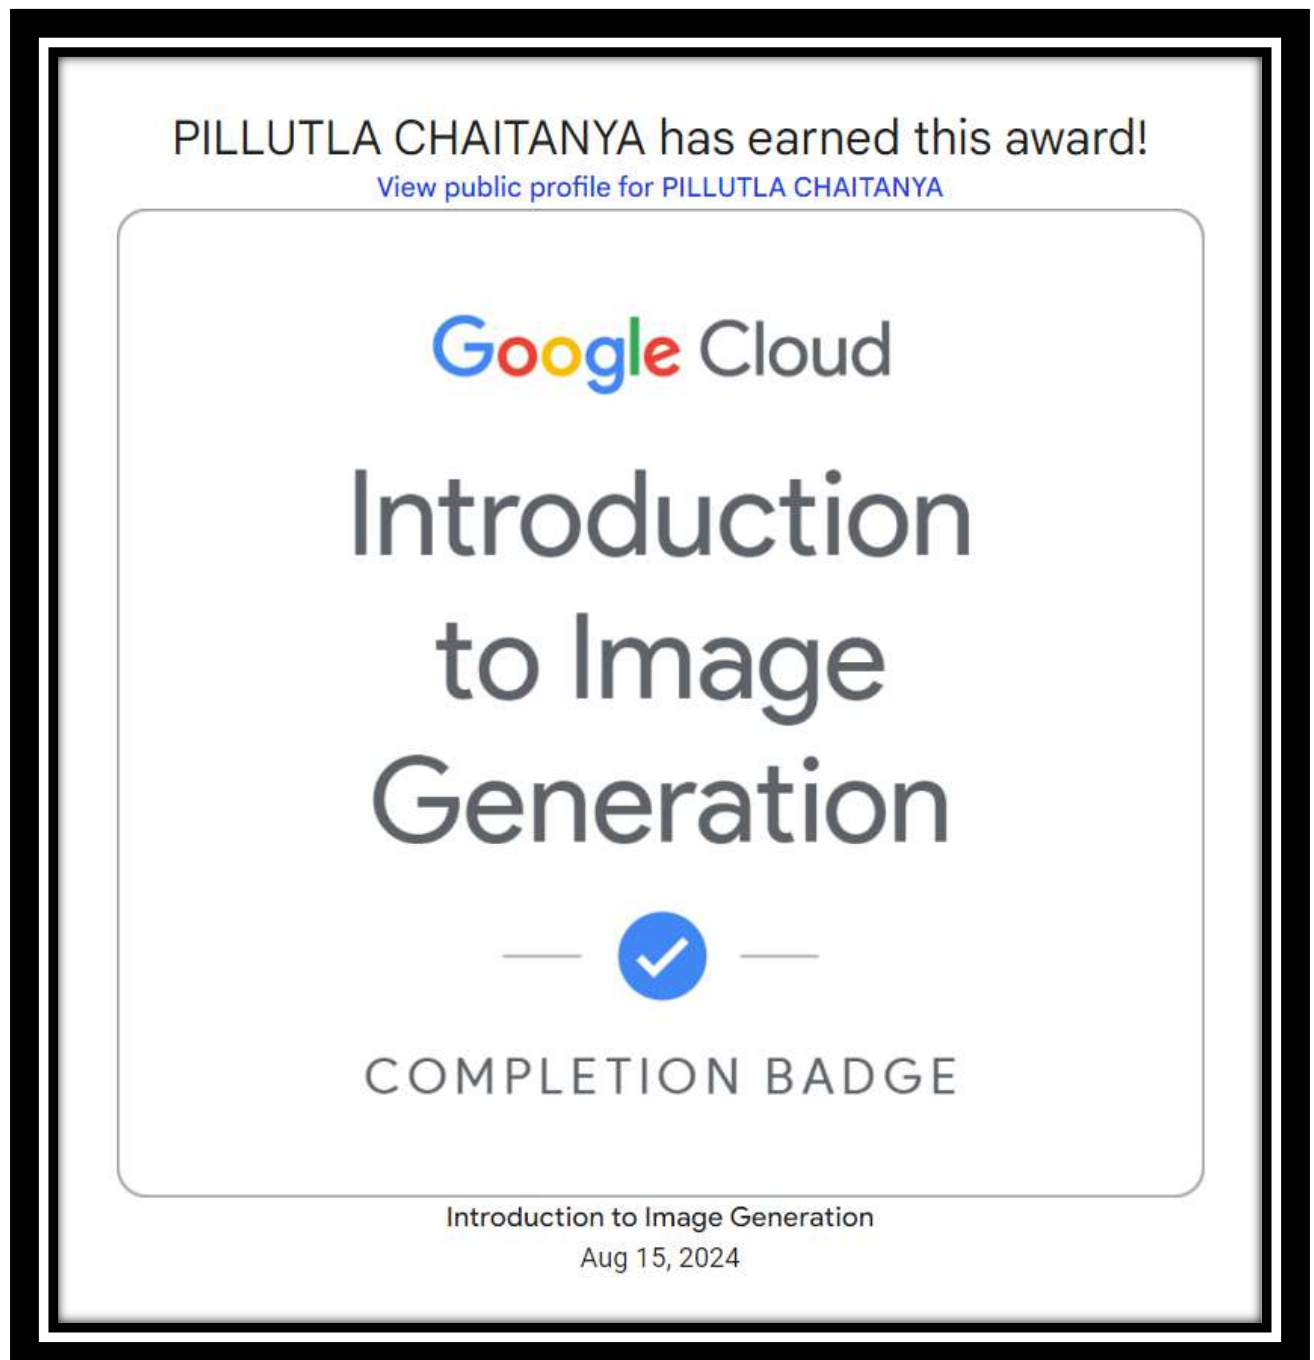 PILLUTLA CHAITANYA has earned this award!
View public profile for PILLUTLA CHAITANYA
Google Cloud
Introduction
to Image
Generation
COMPLETION BADGE
Introduction to Image Generation
Aug 15, 2024